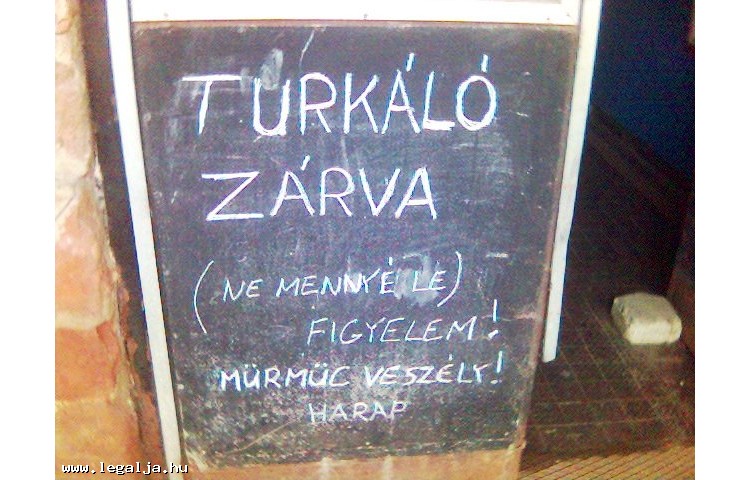 TURKÁLÓ
ZÁRVA
(NE MENNYÉ LE)
FIGYELEM!
MÜRMÜC VESZÉLY!
HARAP
www.legalja.hu